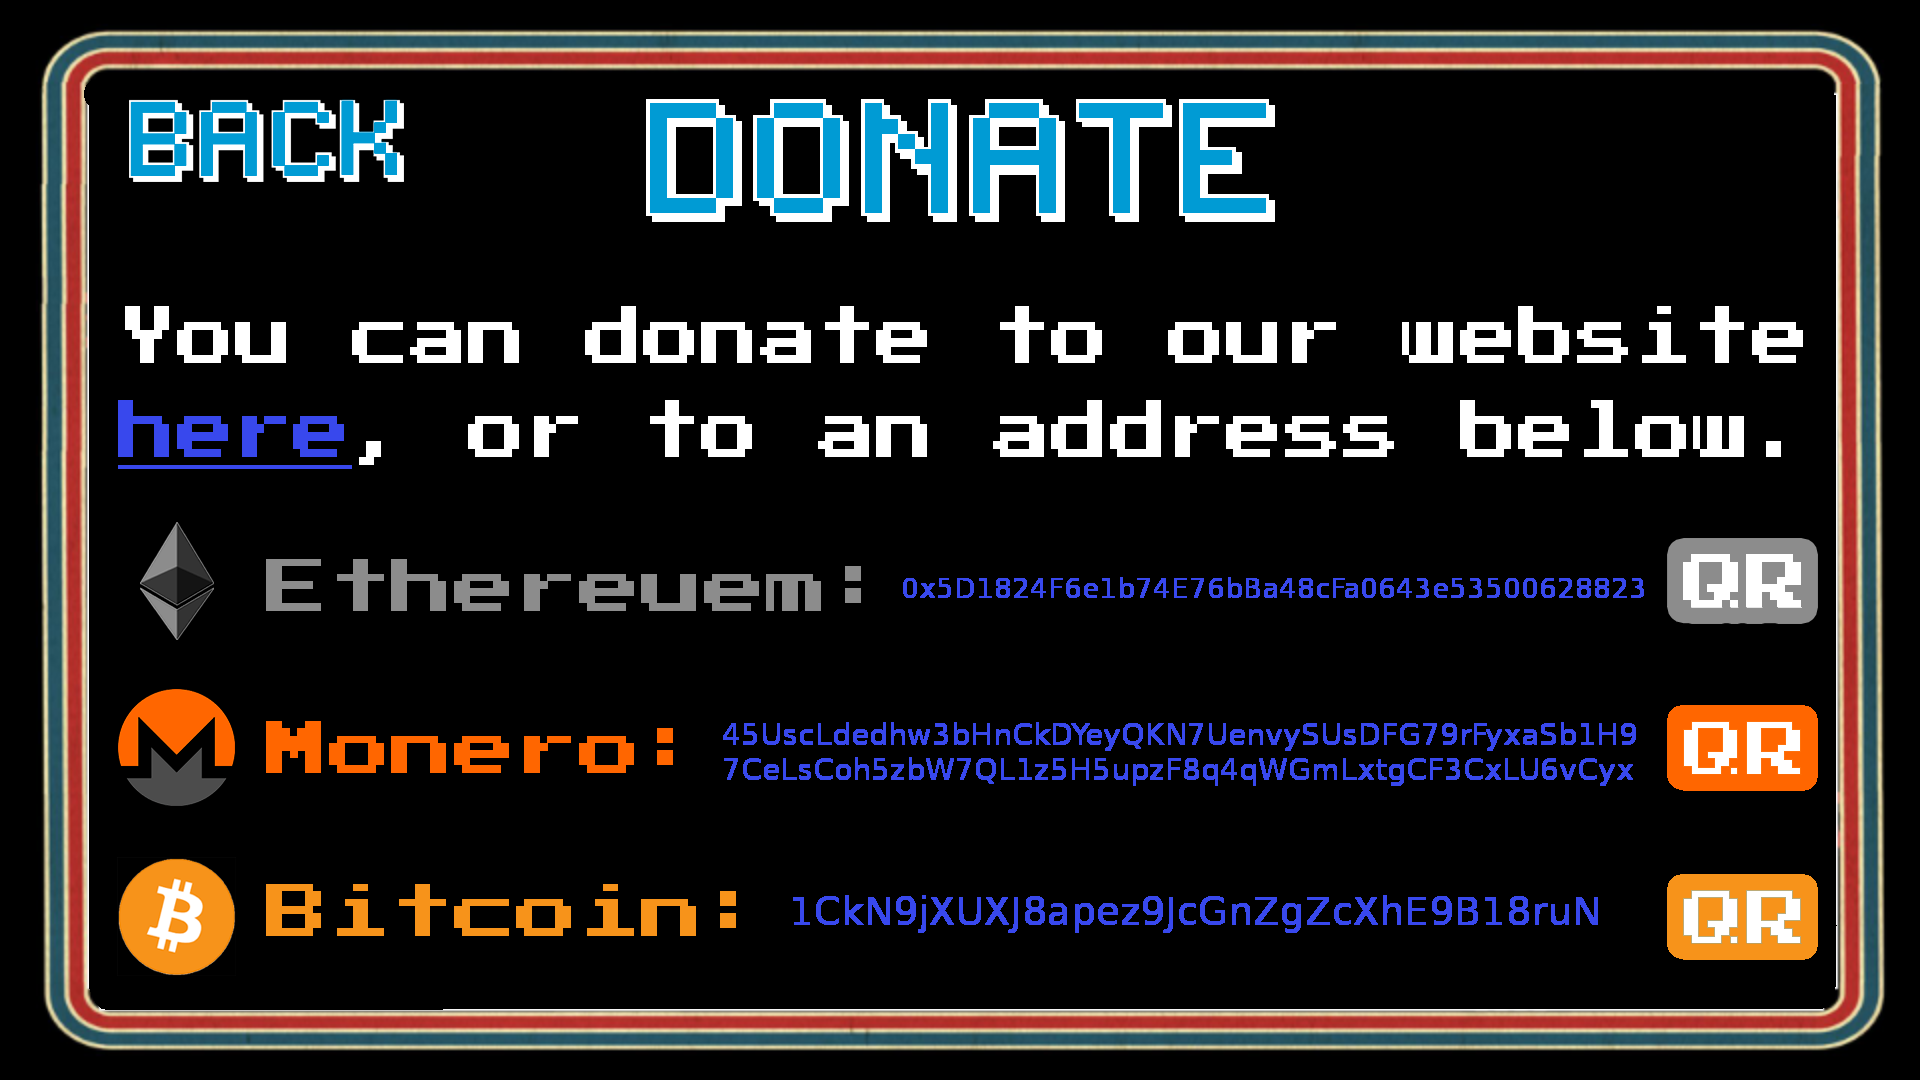 BACK
DONATE
You can donate to our website
here, or to an address below.
Ethereuem: 0x5D1824F6e1b74E76bBa48cFa0643e53500628823 QR
Monero: 45UscLdedhw3bHnCkDYeyQKN7UenvySUsDFG79rFyxaSb1H9
7CeLsCoh5zbW7QL1z5H5upzF8q4qWGmLxtgCF3CxLU6vCyx QR
Bitcoin: 1CkN9jXUXJ8apez9JcGnZgZcXhE9B18ruN QR